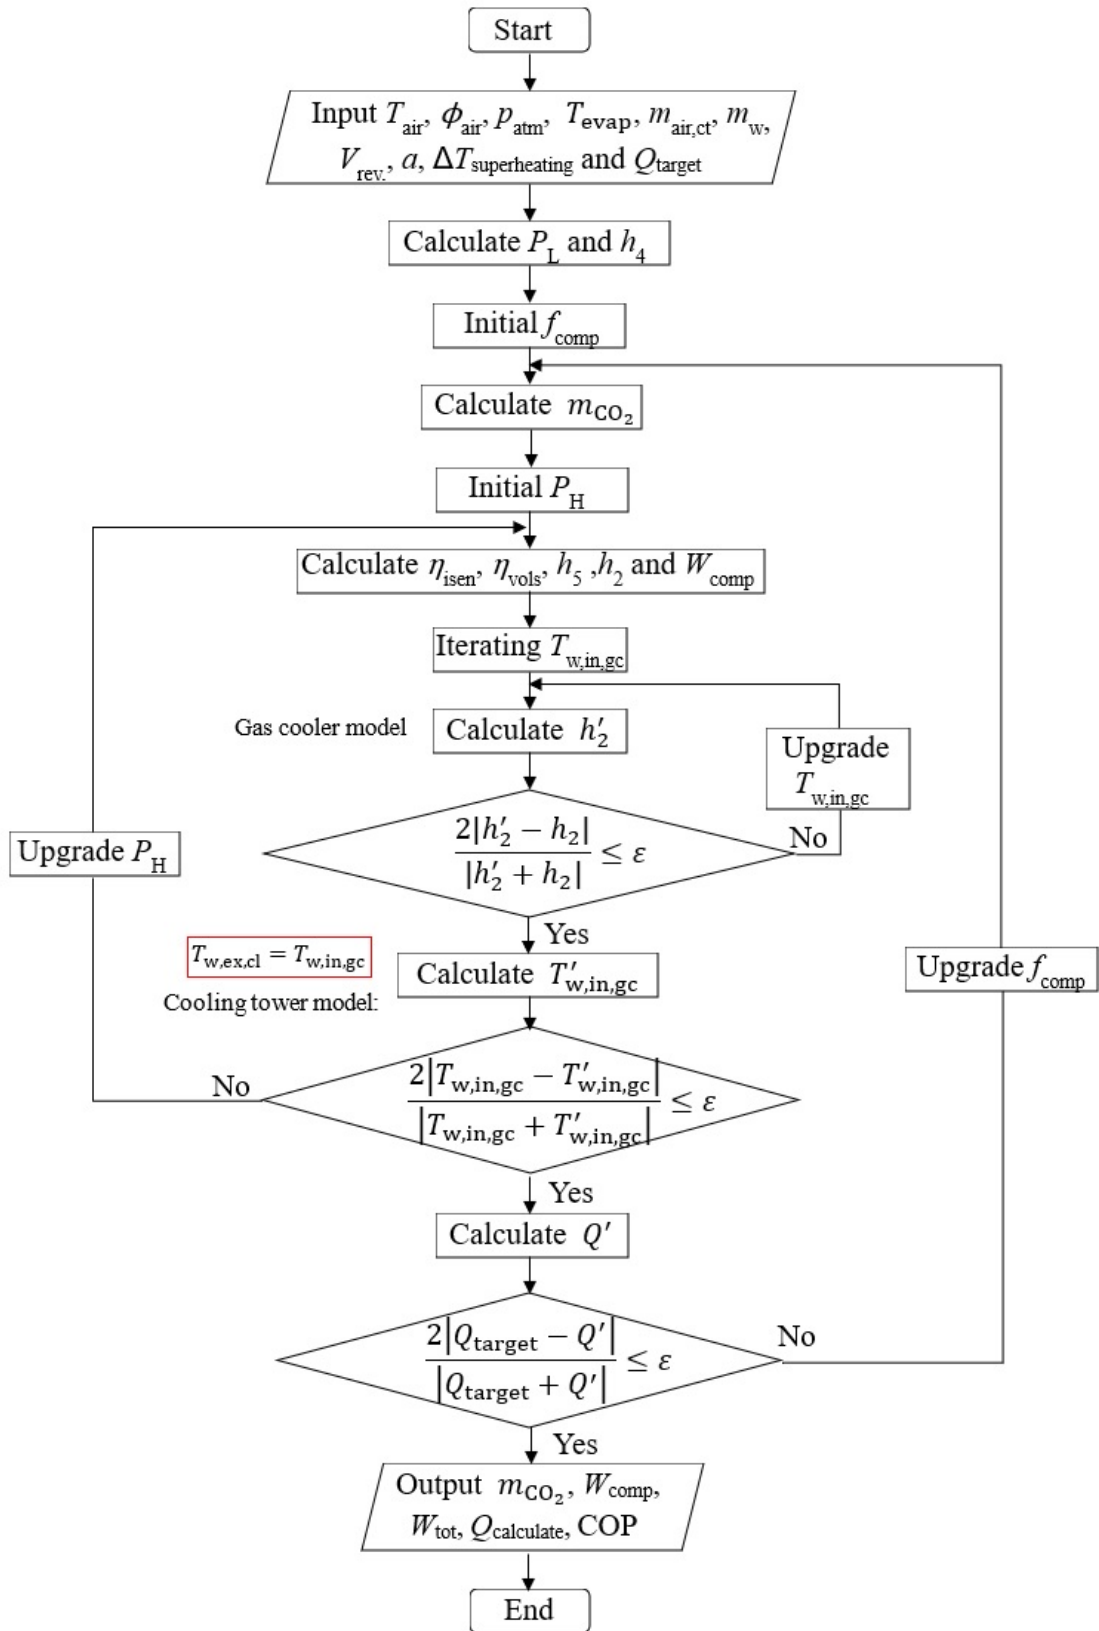 Start
Input T_air, ϕ_air, p_atm, T_evap, m_air,ct, m_w,
V_rev., a, ΔT_superheating and Q_target
Calculate P_L and h_4
Initial f_comp
Calculate m_CO₂
Initial P_H
Calculate η_isen, η_vols, h_5 ,h_2 and W_comp
Iterating T_w,in,gc
Gas cooler model
Calculate h′_2
Upgrade
T_w,in,gc
2|h′_2 − h_2|
/ |h′_2 + h_2| ≤ ε
No
Upgrade P_H
Yes
T_w,ex,cl = T_w,in,gc
Calculate T′_w,in,gc
Upgrade f_comp
Cooling tower model:
No
2|T_w,in,gc − T′_w,in,gc|
/ |T_w,in,gc + T′_w,in,gc| ≤ ε
Yes
Calculate Q′
2|Q_target − Q′|
/ |Q_target + Q′| ≤ ε
No
Yes
Output m_CO₂, W_comp,
W_tot, Q_calculate, COP
End